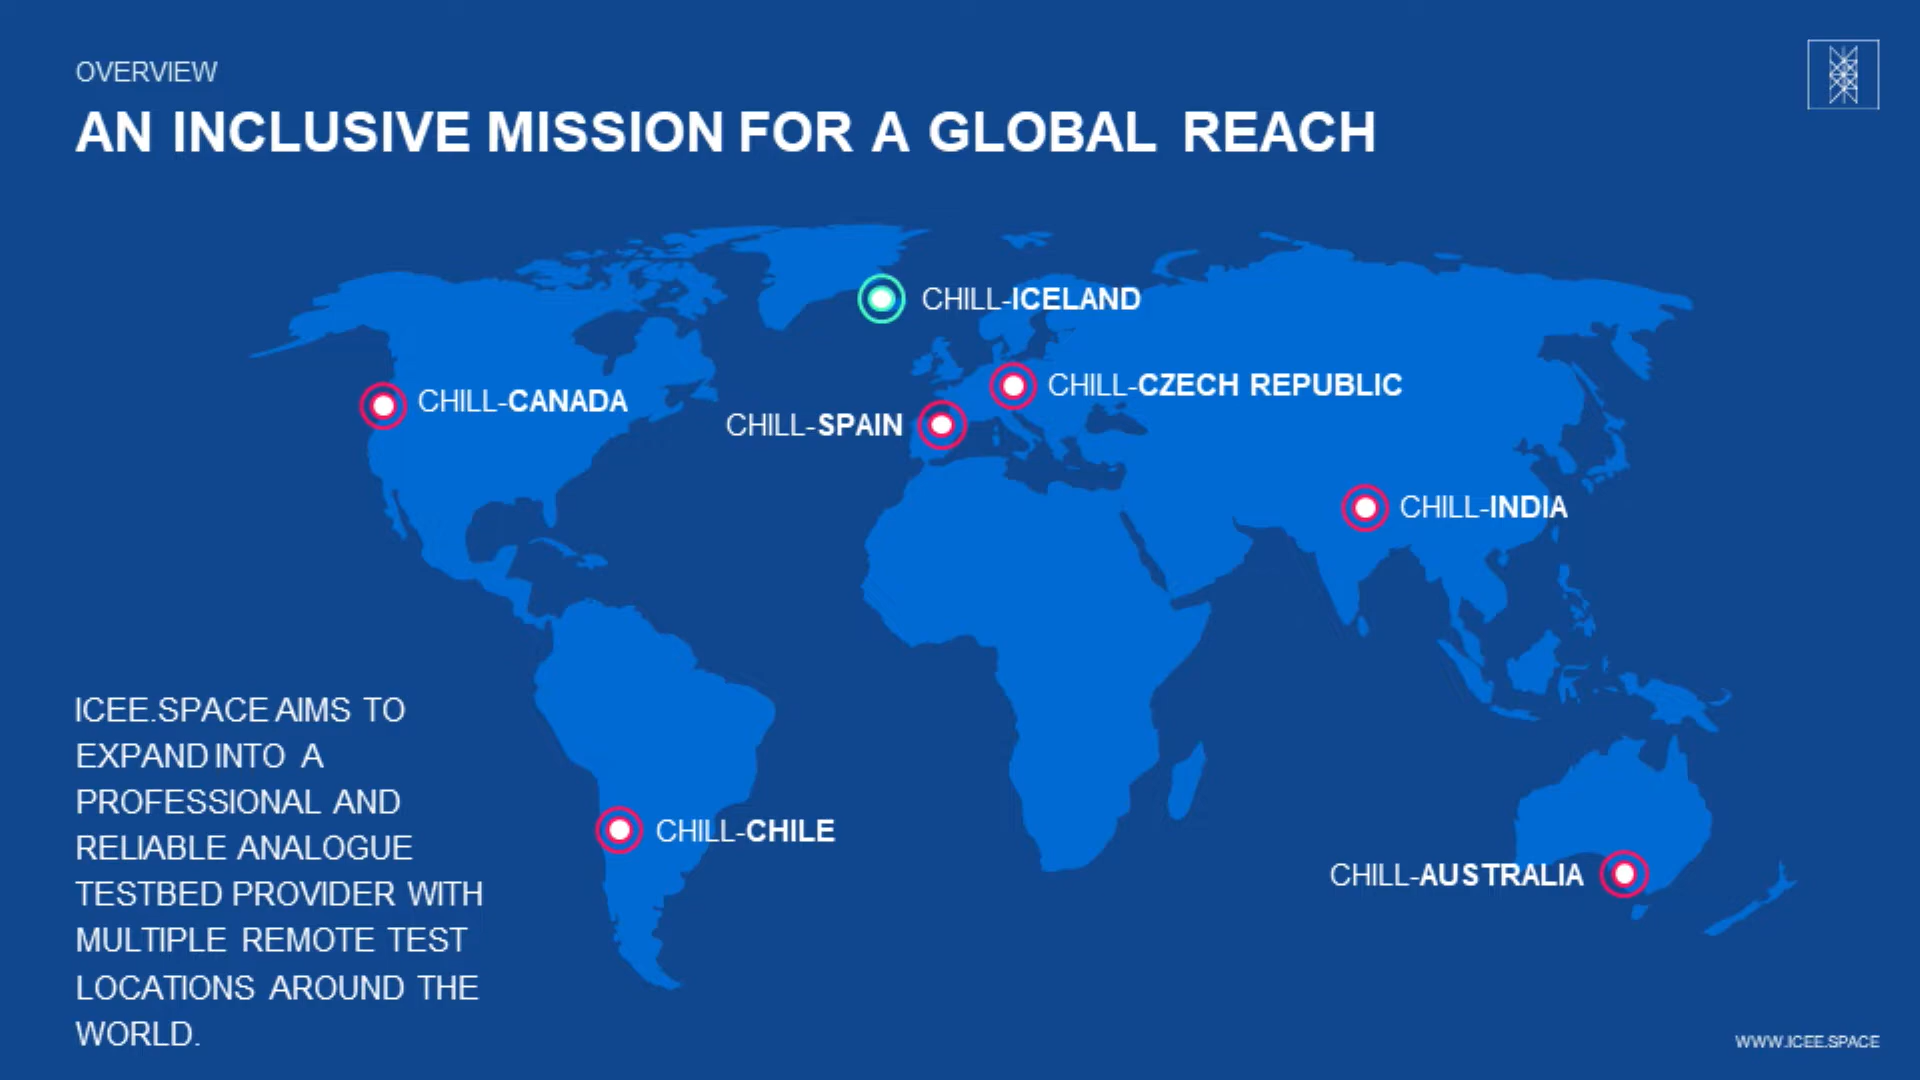 OVERVIEW
AN INCLUSIVE MISSION FOR A GLOBAL REACH
CHILL-ICELAND
CHILL-CZECH REPUBLIC
CHILL-CANADA
CHILL-SPAIN
CHILL-INDIA
CHILL-CHILE
CHILL-AUSTRALIA
ICEE.SPACE AIMS TO
EXPAND INTO A
PROFESSIONAL AND
RELIABLE ANALOGUE
TESTBED PROVIDER WITH
MULTIPLE REMOTE TEST
LOCATIONS AROUND THE
WORLD.
WWW.ICEE.SPACE